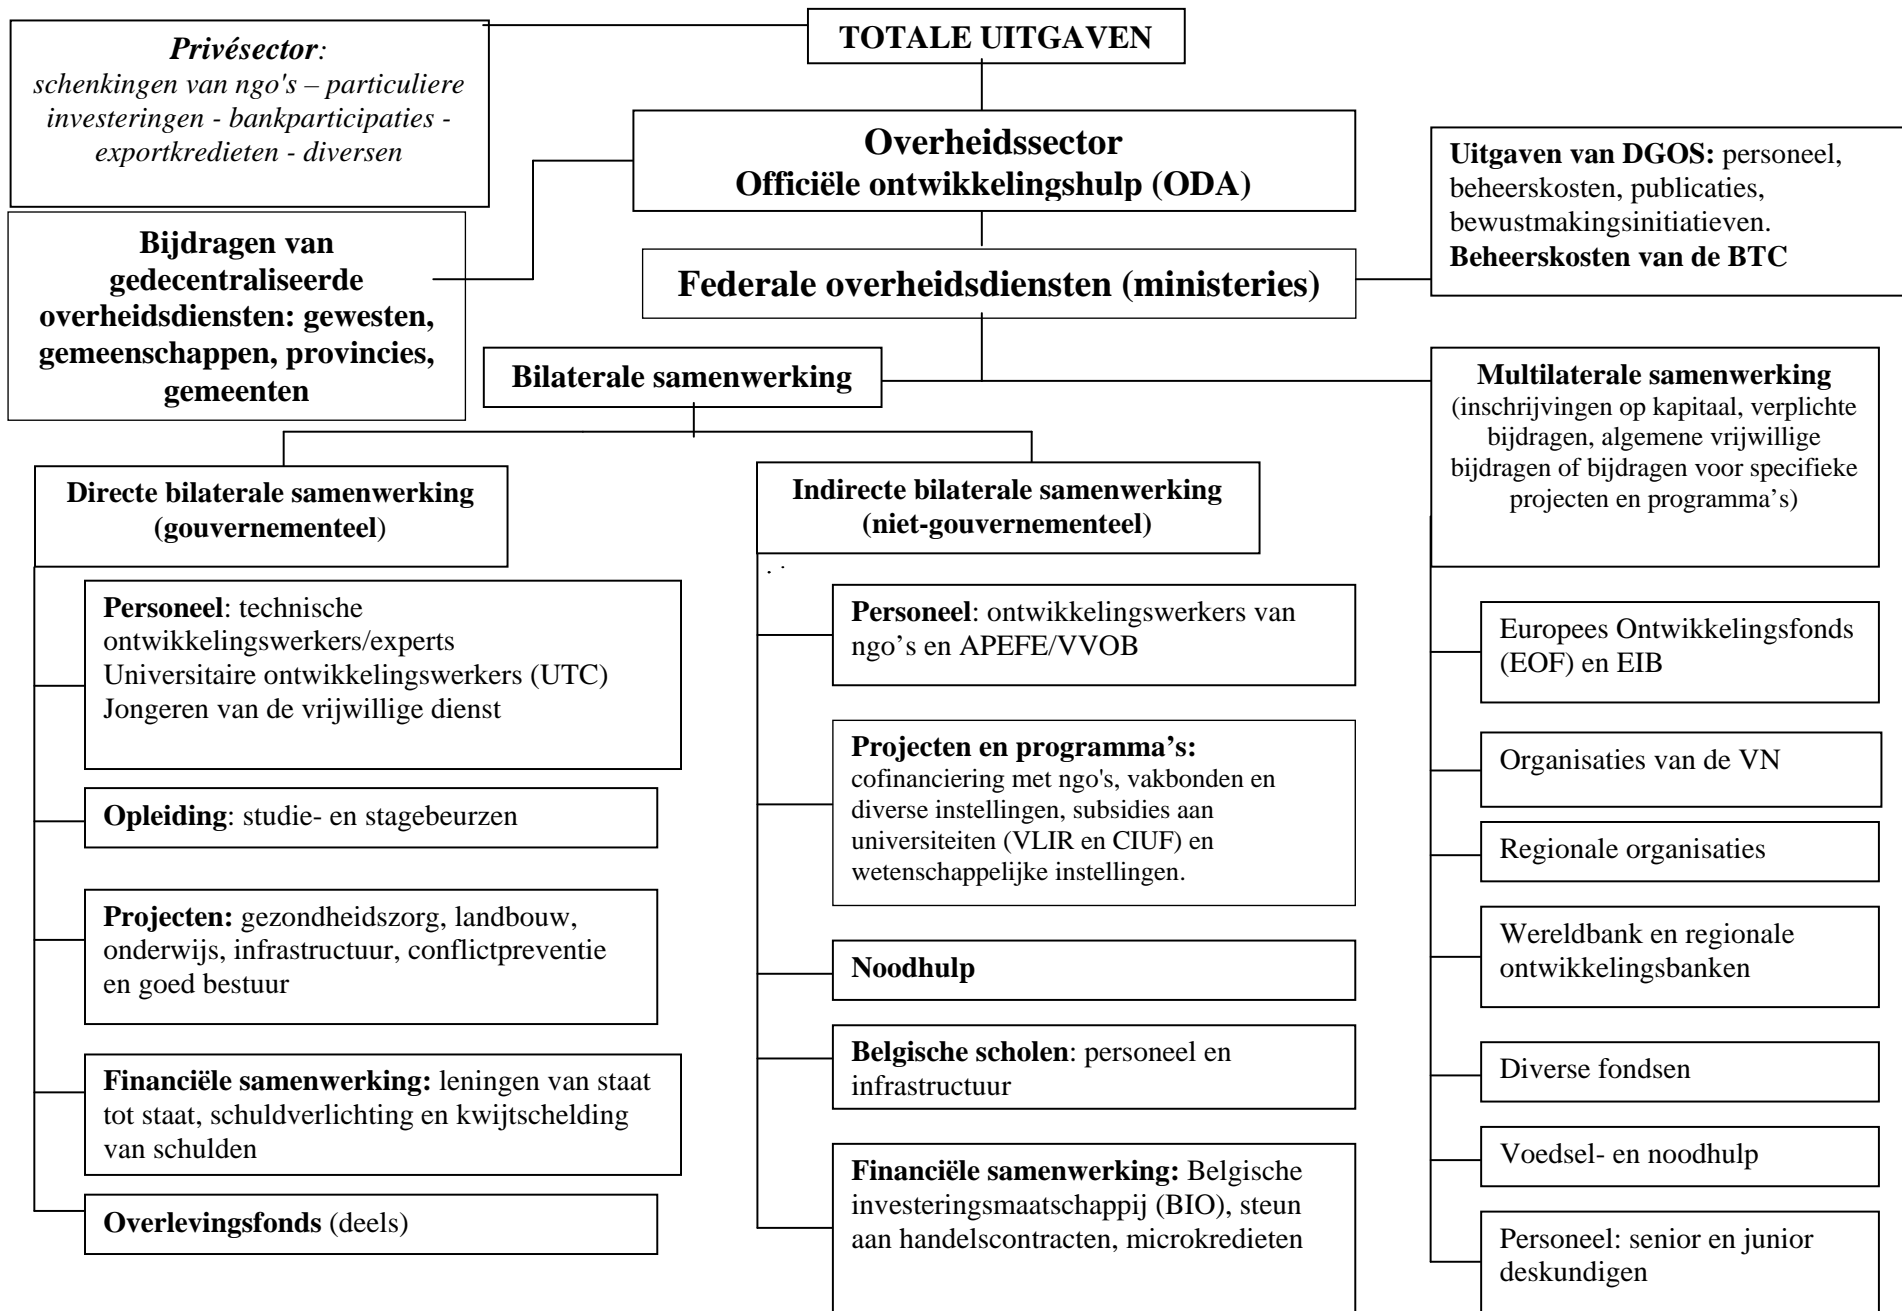 TOTALE UITGAVEN
Privésector:
schenkingen van ngo's – particuliere
investeringen - bankparticipaties -
exportkredieten - diversen
Overheidssector
Officiële ontwikkelingshulp (ODA)
Uitgaven van DGOS: personeel,
beheerskosten, publicaties,
bewustmakingsinitiatieven.
Beheerskosten van de BTC
Bijdragen van
gedecentraliseerde
overheidsdiensten: gewesten,
gemeenschappen, provincies,
gemeenten
Federale overheidsdiensten (ministeries)
Bilaterale samenwerking
Multilaterale samenwerking
(inschrijvingen op kapitaal, verplichte
bijdragen, algemene vrijwillige
bijdragen of bijdragen voor specifieke
projecten en programma’s)
Directe bilaterale samenwerking
(gouvernementeel)
Indirecte bilaterale samenwerking
(niet-gouvernementeel)
Personeel: technische
ontwikkelingswerkers/experts
Universitaire ontwikkelingswerkers (UTC)
Jongeren van de vrijwillige dienst
Opleiding: studie- en stagebeurzen
Projecten: gezondheidszorg, landbouw,
onderwijs, infrastructuur, conflictpreventie
en goed bestuur
Financiële samenwerking: leningen van staat
tot staat, schuldverlichting en kwijtschelding
van schulden
Overlevingsfonds (deels)
Personeel: ontwikkelingswerkers van
ngo’s en APEFE/VVOB
Projecten en programma’s:
cofinanciering met ngo's, vakbonden en
diverse instellingen, subsidies aan
universiteiten (VLIR en CIUF) en
wetenschappelijke instellingen.
Noodhulp
Belgische scholen: personeel en
infrastructuur
Financiële samenwerking: Belgische
investeringsmaatschappij (BIO), steun
aan handelscontracten, microkredieten
Europees Ontwikkelingsfonds
(EOF) en EIB
Organisaties van de VN
Regionale organisaties
Wereldbank en regionale
ontwikkelingsbanken
Diverse fondsen
Voedsel- en noodhulp
Personeel: senior en junior
deskundigen